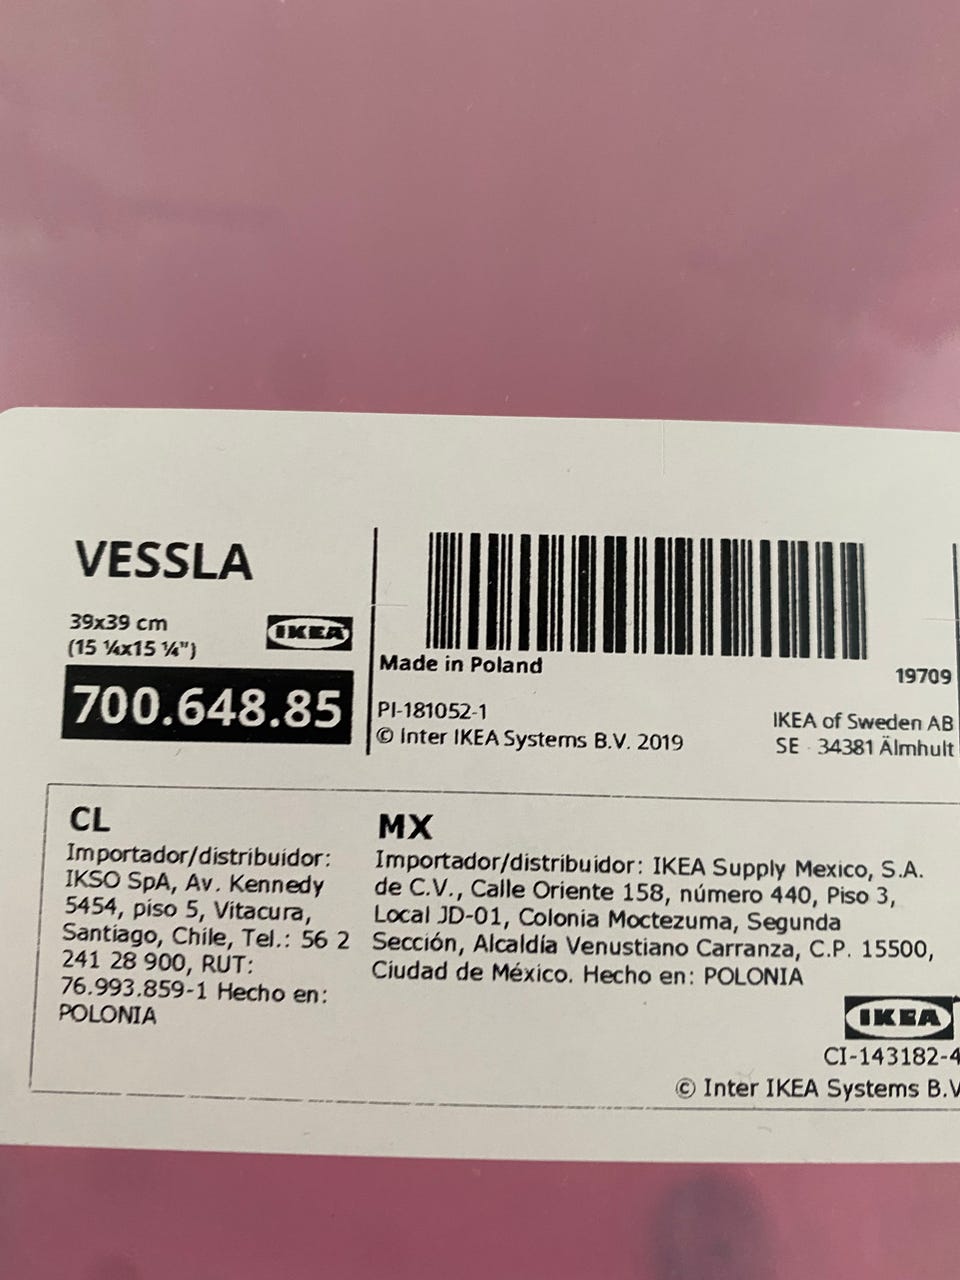 VESSLA
39x39 cm
(15 ¼x15 ¼")
IKEA
700.648.85
Made in Poland
19709
PI-181052-1
© Inter IKEA Systems B.V. 2019
IKEA of Sweden AB
SE - 34381 Älmhult
CL
Importador/distribuidor:
IKSO SpA, Av. Kennedy
5454, piso 5, Vitacura,
Santiago, Chile, Tel.: 56 2
241 28 900, RUT:
76.993.859-1 Hecho en:
POLONIA
MX
Importador/distribuidor: IKEA Supply Mexico, S.A.
de C.V., Calle Oriente 158, número 440, Piso 3,
Local JD-01, Colonia Moctezuma, Segunda
Sección, Alcaldía Venustiano Carranza, C.P. 15500,
Ciudad de México. Hecho en: POLONIA
IKEA
CI-143182-4
© Inter IKEA Systems B.V